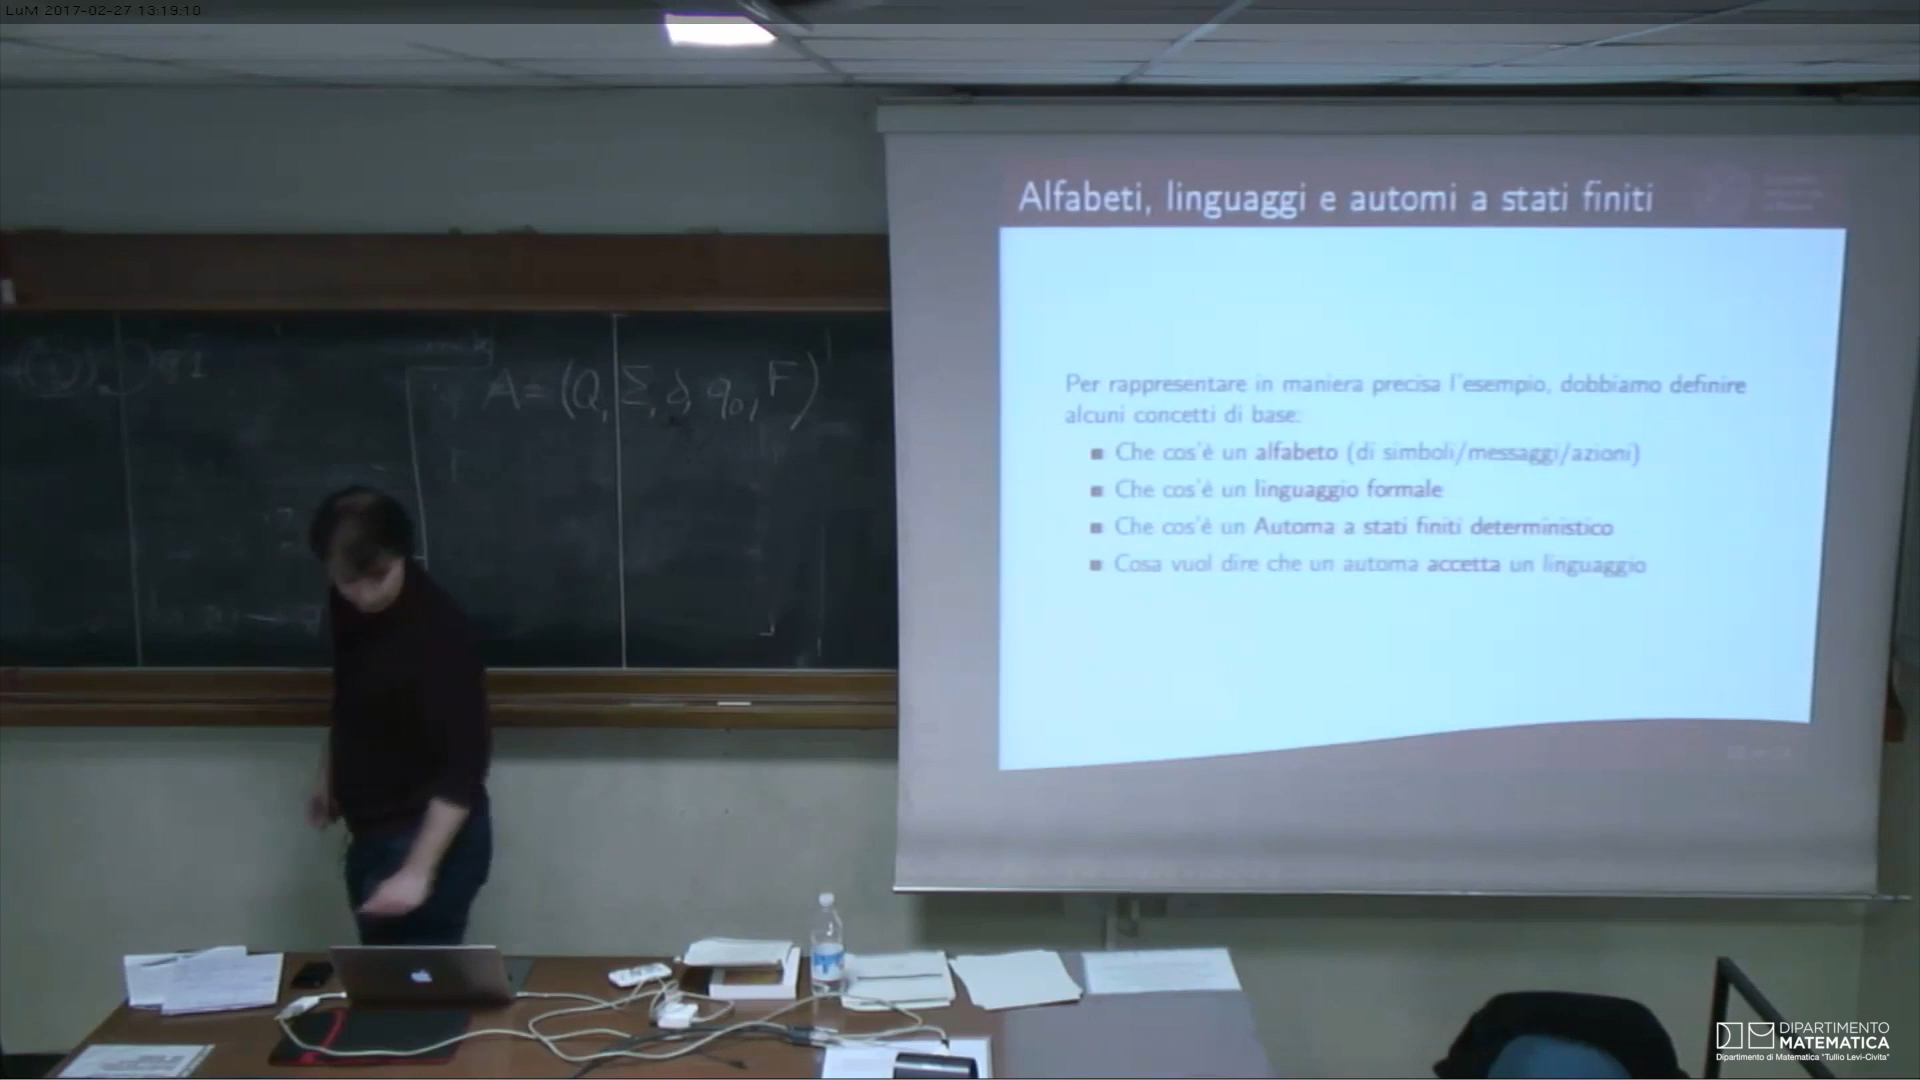 LuM 2017-02-27 13:19:10
A=(Q, Σ, δ, q₀, F)
Alfabeti, linguaggi e automi a stati finiti
Per rappresentare in maniera precisa l'esempio, dobbiamo definire
alcuni concetti di base:
Che cos'è un alfabeto (di simboli/messaggi/azioni)
Che cos'è un linguaggio formale
Che cos'è un Automa a stati finiti deterministico
Cosa vuol dire che un automa accetta un linguaggio
DIPARTIMENTO
MATEMATICA
Dipartimento di Matematica "Tullio Levi-Civita"